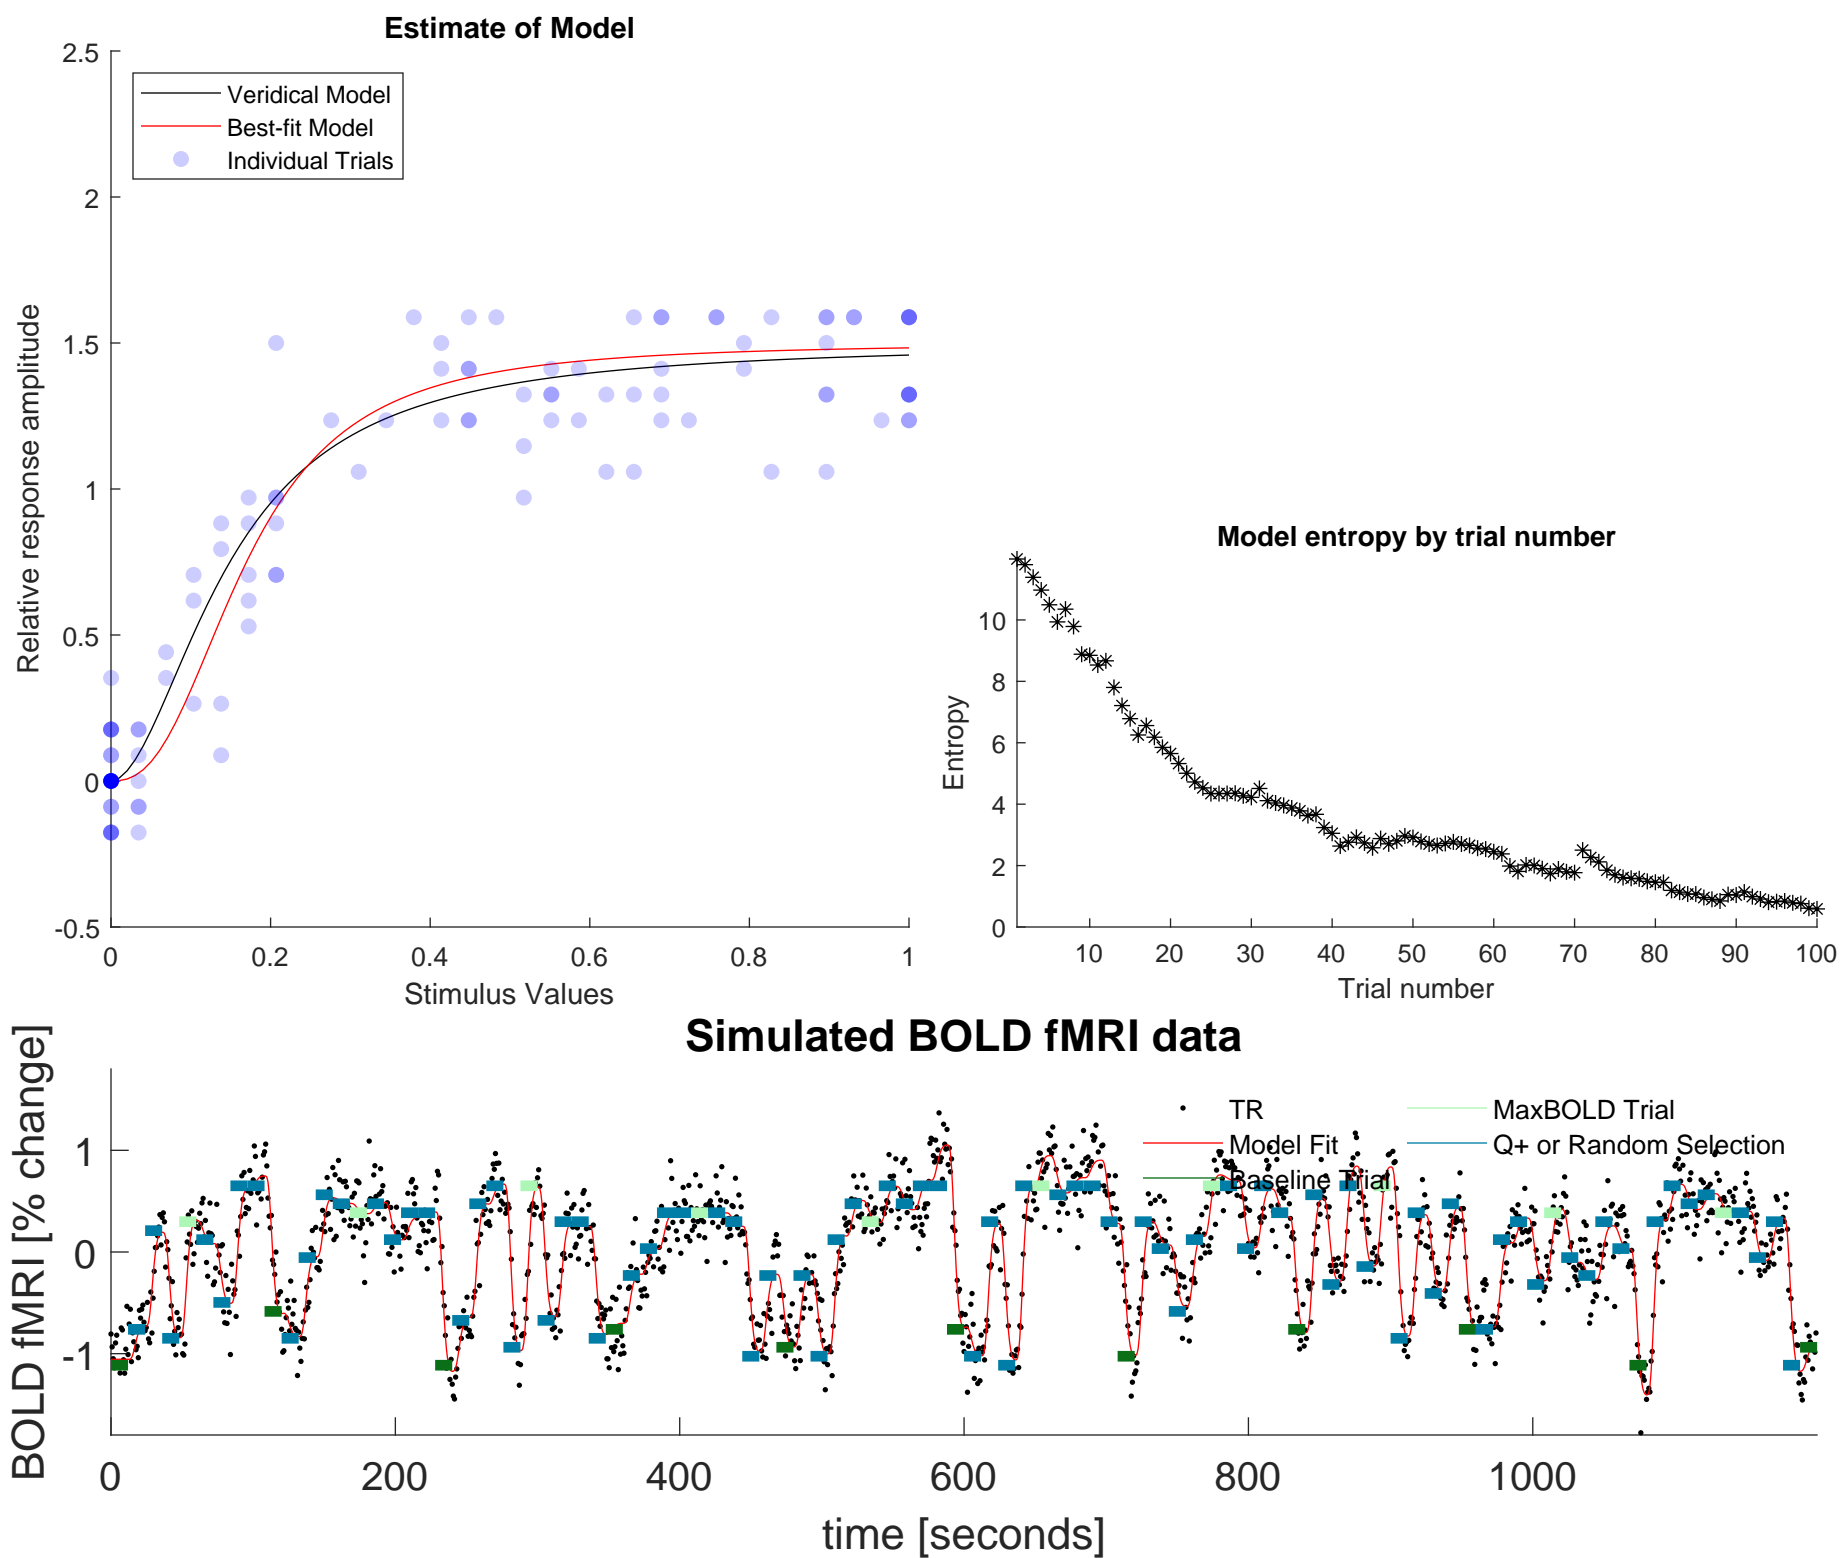 Estimate of Model
2.5
2
1.5
1
0.5
0
-0.5
Relative response amplitude
Veridical Model
Best-fit Model
Individual Trials
0 0.2 0.4 0.6 0.8 1
Stimulus Values
Model entropy by trial number
10
8
6
4
2
0
Entropy
10 20 30 40 50 60 70 80 90 100
Trial number
Simulated BOLD fMRI data
BOLD fMRI [% change]
1
0
-1
TR
Model Fit
Baseline Trial
MaxBOLD Trial
Q+ or Random Selection
0 200 400 600 800 1000
time [seconds]